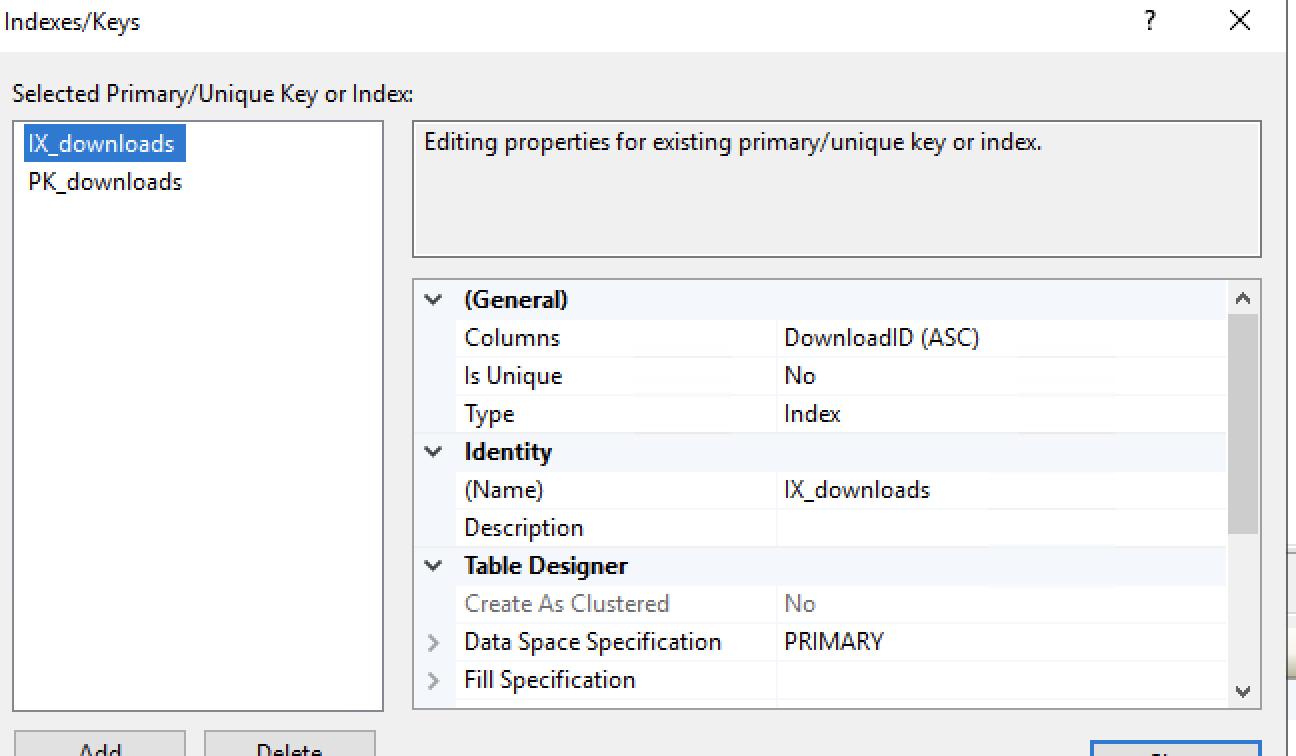 Indexes/Keys ?
Selected Primary/Unique Key or Index:
IX_downloads
PK_downloads
Editing properties for existing primary/unique key or index.
(General)
Columns DownloadID (ASC)
Is Unique No
Type Index
Identity
(Name) IX_downloads
Description
Table Designer
Create As Clustered No
Data Space Specification PRIMARY
Fill Specification
Add Delete